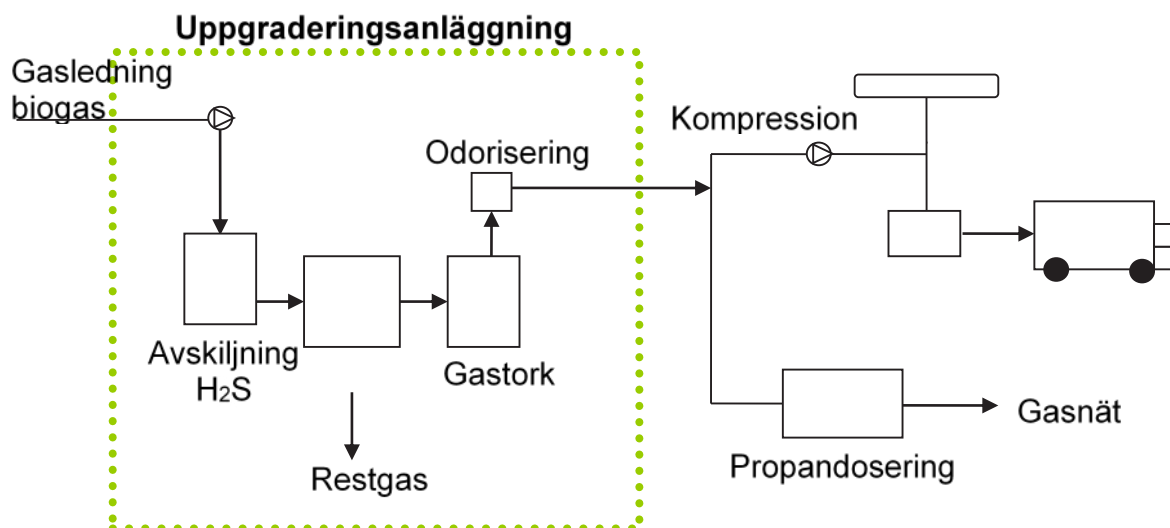 Uppgraderingsanläggning
Gasledning
biogas
Kompression
Odorisering
Avskiljning
H2S
Gastork
Restgas
Gasnät
Propandosering